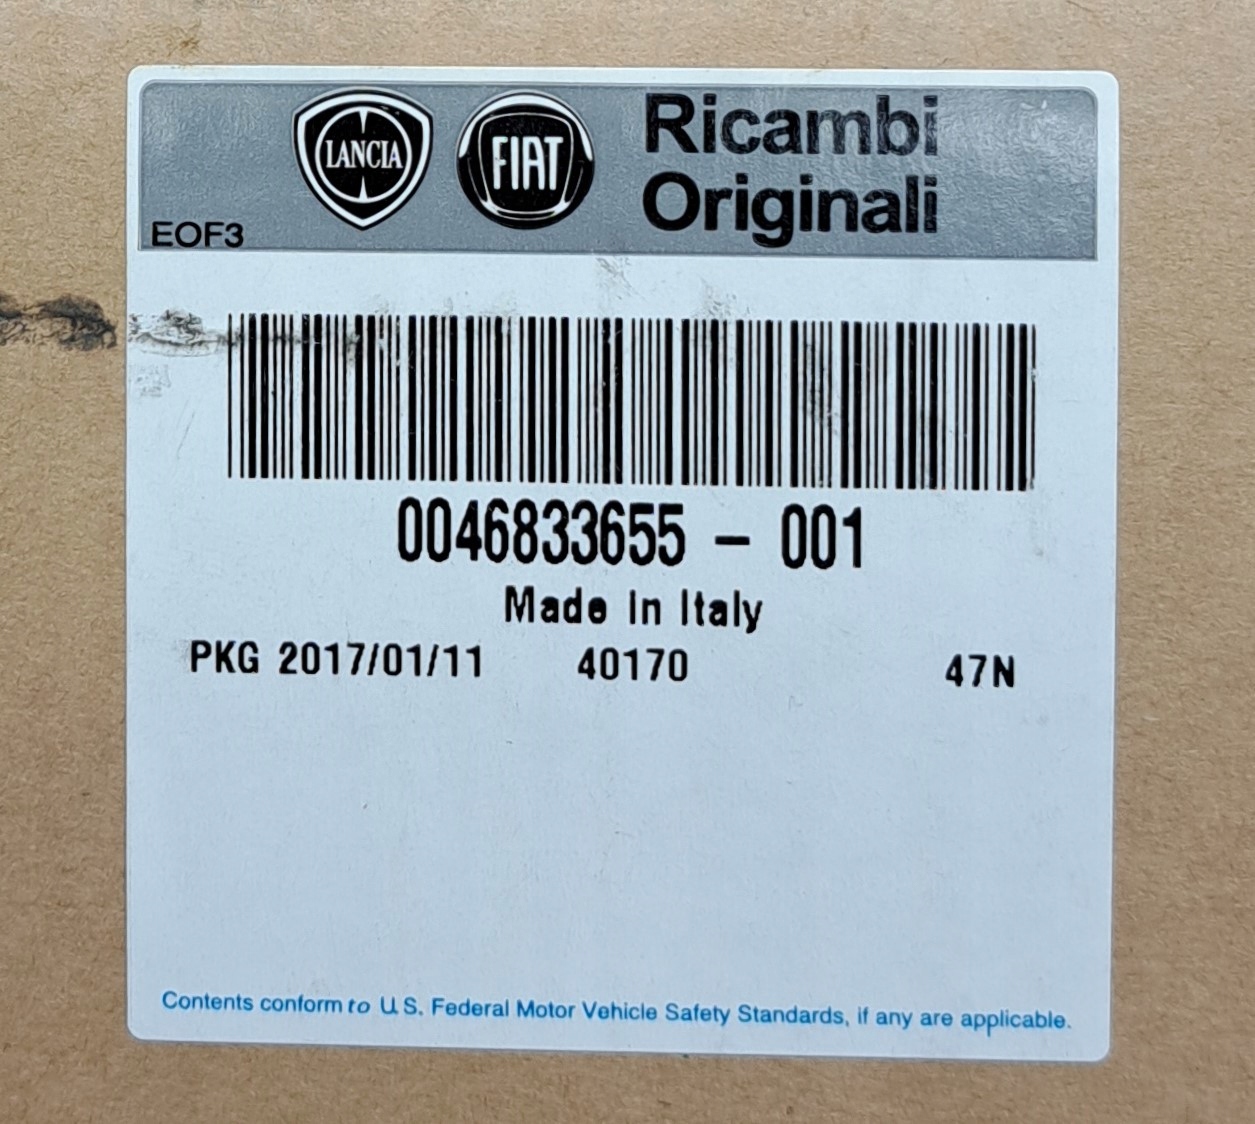 LANCIA
FIAT
Ricambi
Originali
EOF3
0046833655 - 001
Made In Italy
PKG 2017/01/11 40170 47N
Contents conform to U.S. Federal Motor Vehicle Safety Standards, if any are applicable.